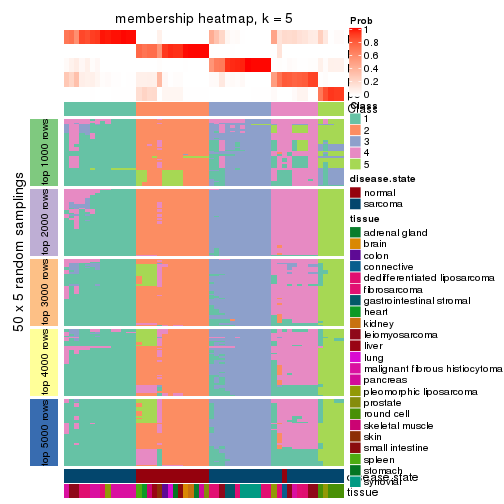 membership heatmap, k = 5
Prob
1
0.8
0.6
0.4
0.2
0
Class
Class
1
2
3
4
5
disease.state
normal
sarcoma
tissue
adrenal gland
brain
colon
connective
dedifferentiated liposarcoma
fibrosarcoma
gastrointestinal stromal
heart
kidney
leiomyosarcoma
liver
lung
malignant fibrous histiocytoma
pancreas
pleomorphic liposarcoma
prostate
round cell
skeletal muscle
skin
small intestine
spleen
stomach
synovial
disease.state
tissue
50 x 5 random samplings
top 1000 rows
top 2000 rows
top 3000 rows
top 4000 rows
top 5000 rows